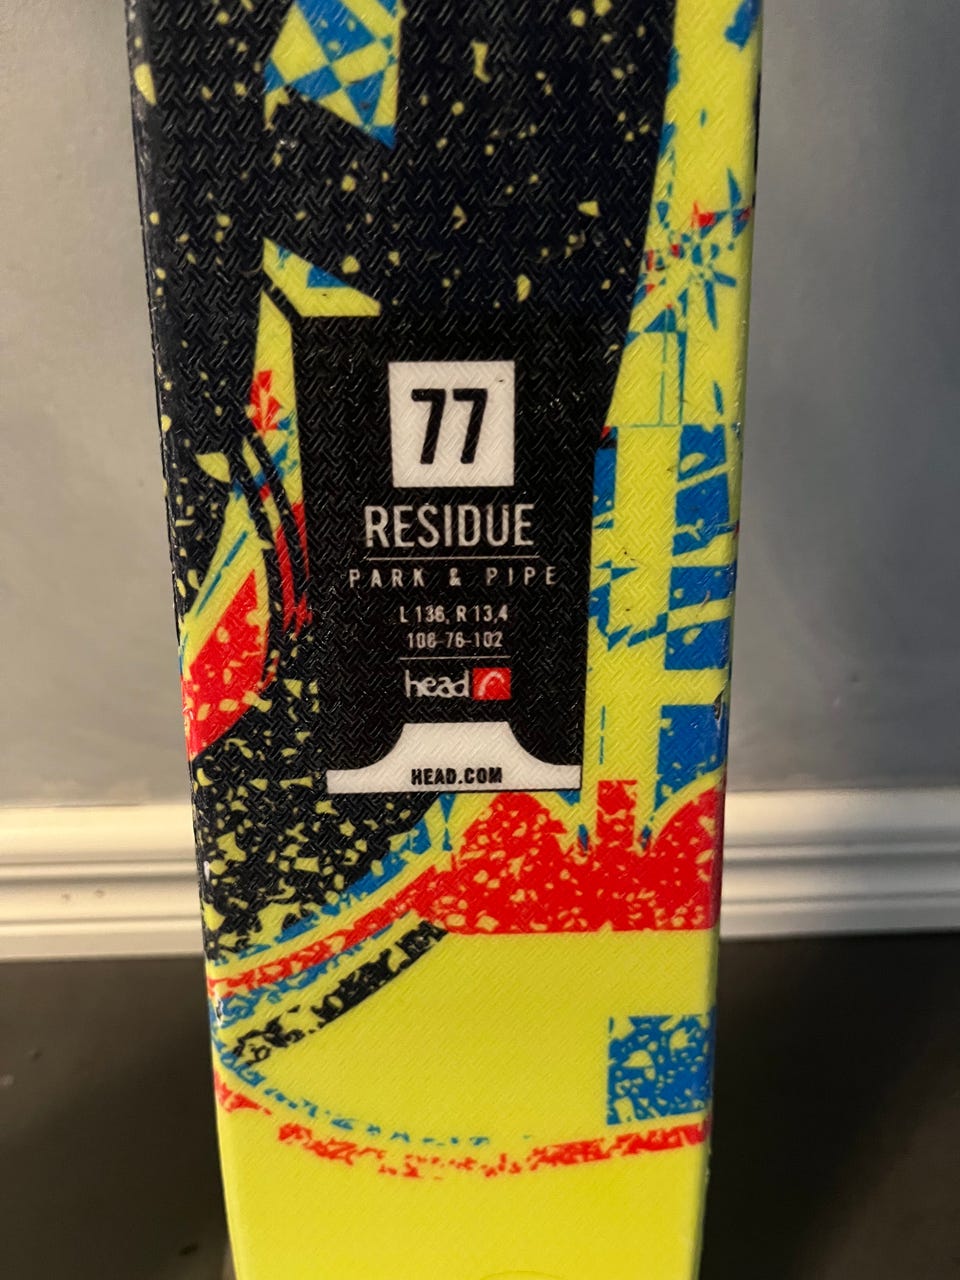 77
RESIDUE
PARK & PIPE
L 136, R 13,4
106-76-102
head
HEAD.COM